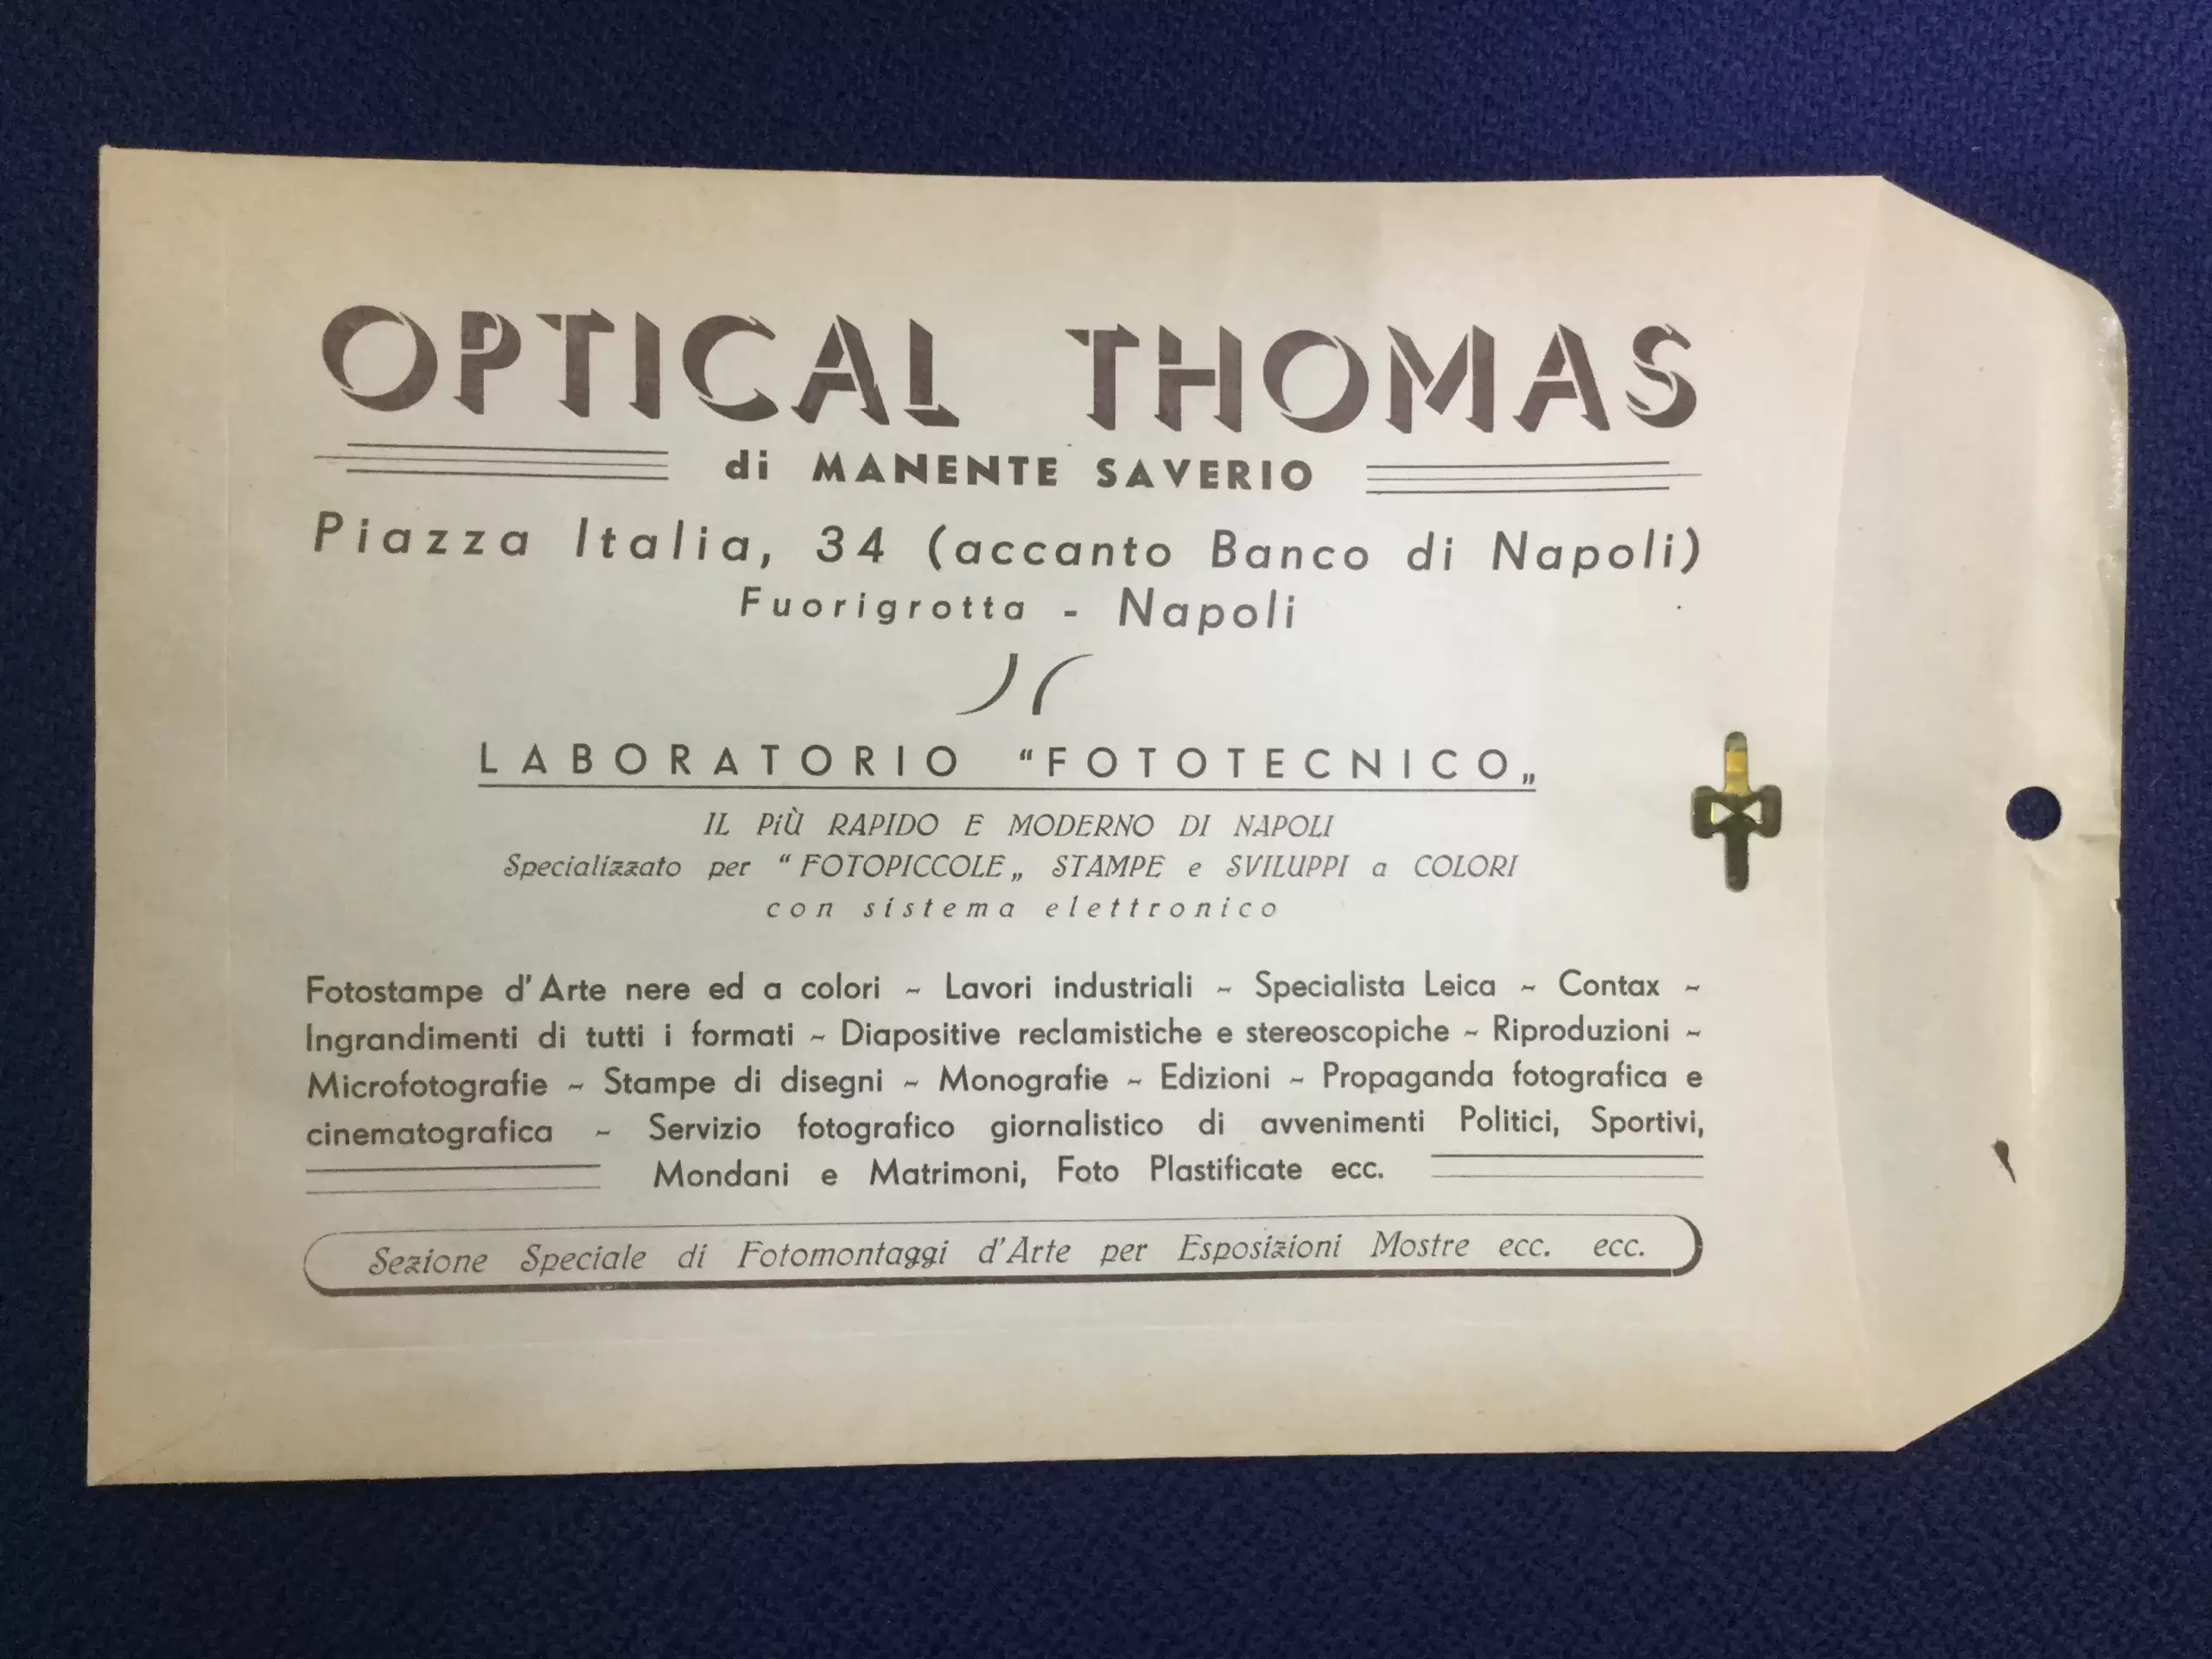 OPTICAL THOMAS
di MANENTE SAVERIO
Piazza Italia, 34 (accanto Banco di Napoli)
Fuorigrotta - Napoli
LABORATORIO “FOTOTECNICO„
IL PiÙ RAPIDO E MODERNO DI NAPOLI
Specializzato per “FOTOPICCOLE„ STAMPE e SVILUPPI a COLORI
con sistema elettronico
Fotostampe d'Arte nere ed a colori ~ Lavori industriali ~ Specialista Leica ~ Contax ~
Ingrandimenti di tutti i formati ~ Diapositive reclamistiche e stereoscopiche ~ Riproduzioni ~
Microfotografie ~ Stampe di disegni ~ Monografie ~ Edizioni ~ Propaganda fotografica e
cinematografica ~ Servizio fotografico giornalistico di avvenimenti Politici, Sportivi,
Mondani e Matrimoni, Foto Plastificate ecc.
Sezione Speciale di Fotomontaggi d'Arte per Esposizioni Mostre ecc. ecc.